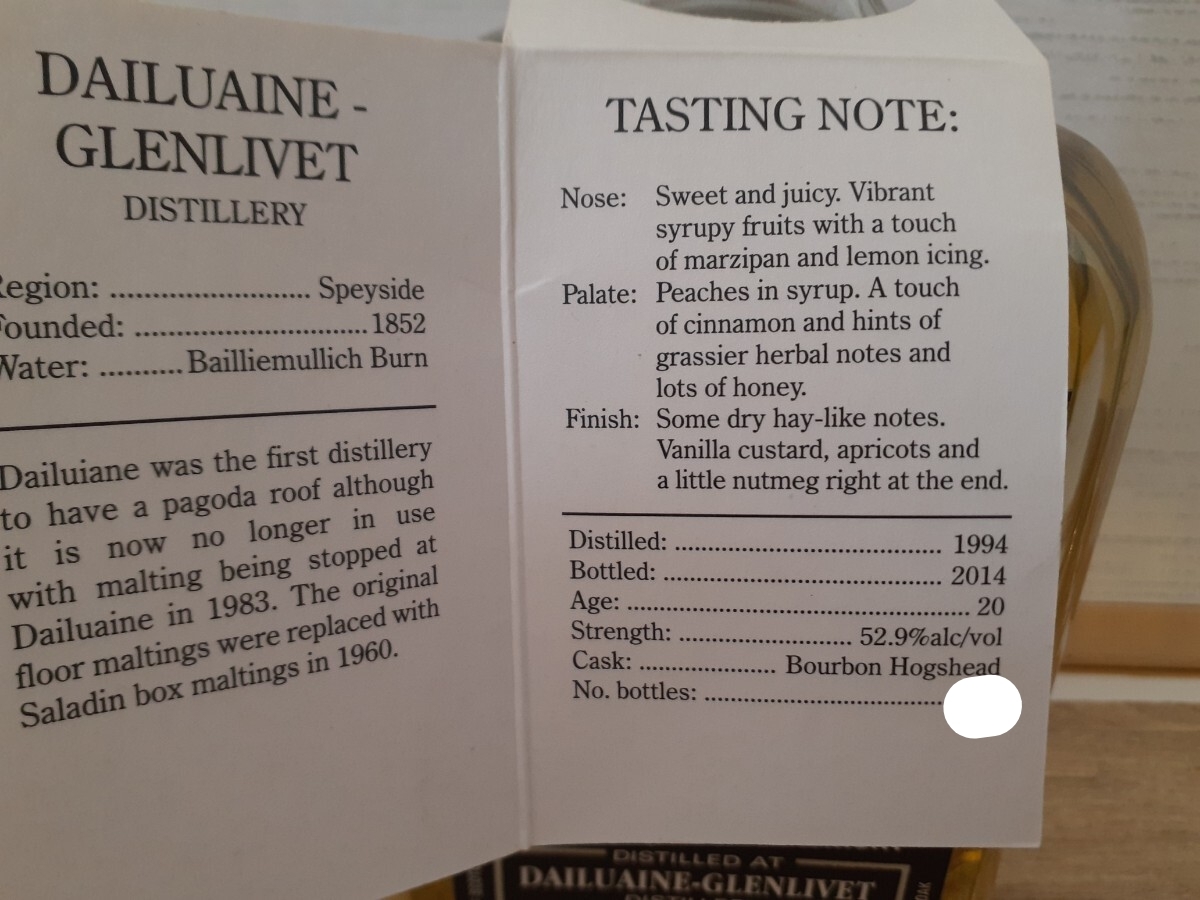 DAILUAINE -
GLENLIVET
DISTILLERY
Region: ............................ Speyside
Founded: ................................. 1852
Water: .......... Bailliemullich Burn
Dailuiane was the first distillery
to have a pagoda roof although
it is now no longer in use
with malting being stopped at
Dailuaine in 1983. The original
floor maltings were replaced with
Saladin box maltings in 1960.
TASTING NOTE:
Nose: Sweet and juicy. Vibrant
syrupy fruits with a touch
of marzipan and lemon icing.
Palate: Peaches in syrup. A touch
of cinnamon and hints of
grassier herbal notes and
lots of honey.
Finish: Some dry hay-like notes.
Vanilla custard, apricots and
a little nutmeg right at the end.
Distilled: ....................................... 1994
Bottled: ......................................... 2014
Age: .................................................. 20
Strength: .......................... 52.9%alc/vol
Cask: .................... Bourbon Hogshead
No. bottles: ...................................
DISTILLED AT
DAILUAINE-GLENLIVET
OAK